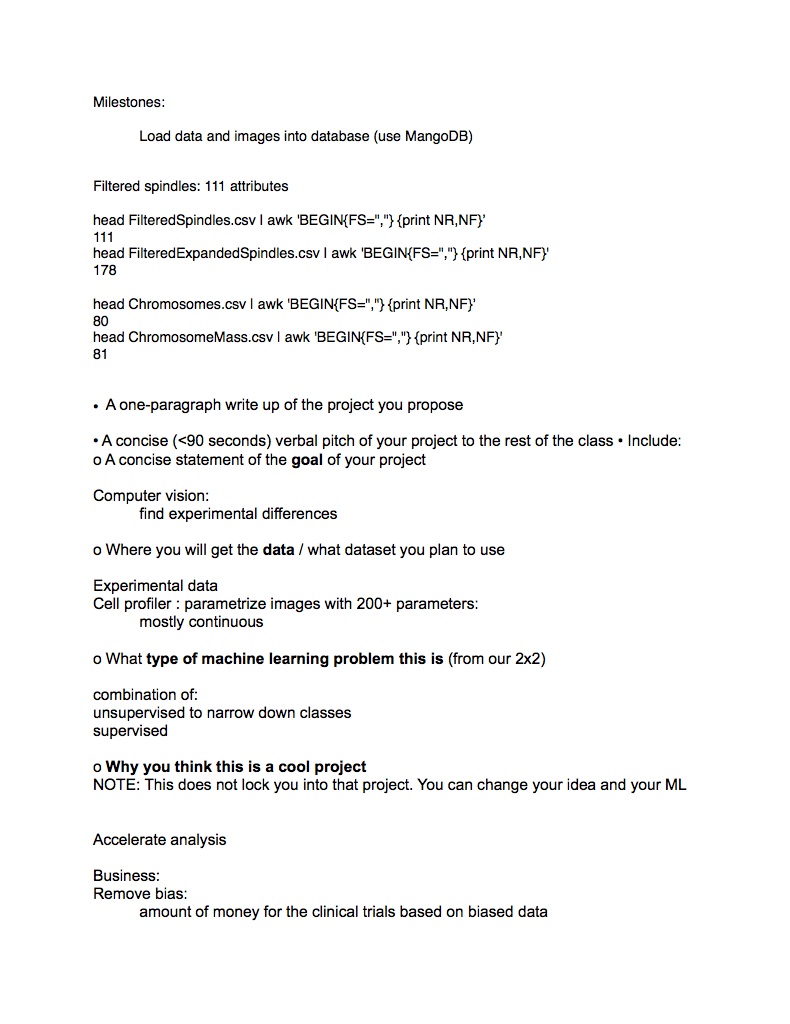 Milestones:
Load data and images into database (use MangoDB)
Filtered spindles: 111 attributes
head FilteredSpindles.csv | awk 'BEGIN{FS=","} {print NR,NF}'
111
head FilteredExpandedSpindles.csv | awk 'BEGIN{FS=","} {print NR,NF}'
178
head Chromosomes.csv | awk 'BEGIN{FS=","} {print NR,NF}'
80
head ChromosomeMass.csv | awk 'BEGIN{FS=","} {print NR,NF}'
81
• A one-paragraph write up of the project you propose
• A concise (<90 seconds) verbal pitch of your project to the rest of the class • Include:
o A concise statement of the goal of your project
Computer vision:
find experimental differences
o Where you will get the data / what dataset you plan to use
Experimental data
Cell profiler : parametrize images with 200+ parameters:
mostly continuous
o What type of machine learning problem this is (from our 2x2)
combination of:
unsupervised to narrow down classes
supervised
o Why you think this is a cool project
NOTE: This does not lock you into that project. You can change your idea and your ML
Accelerate analysis
Business:
Remove bias:
amount of money for the clinical trials based on biased data